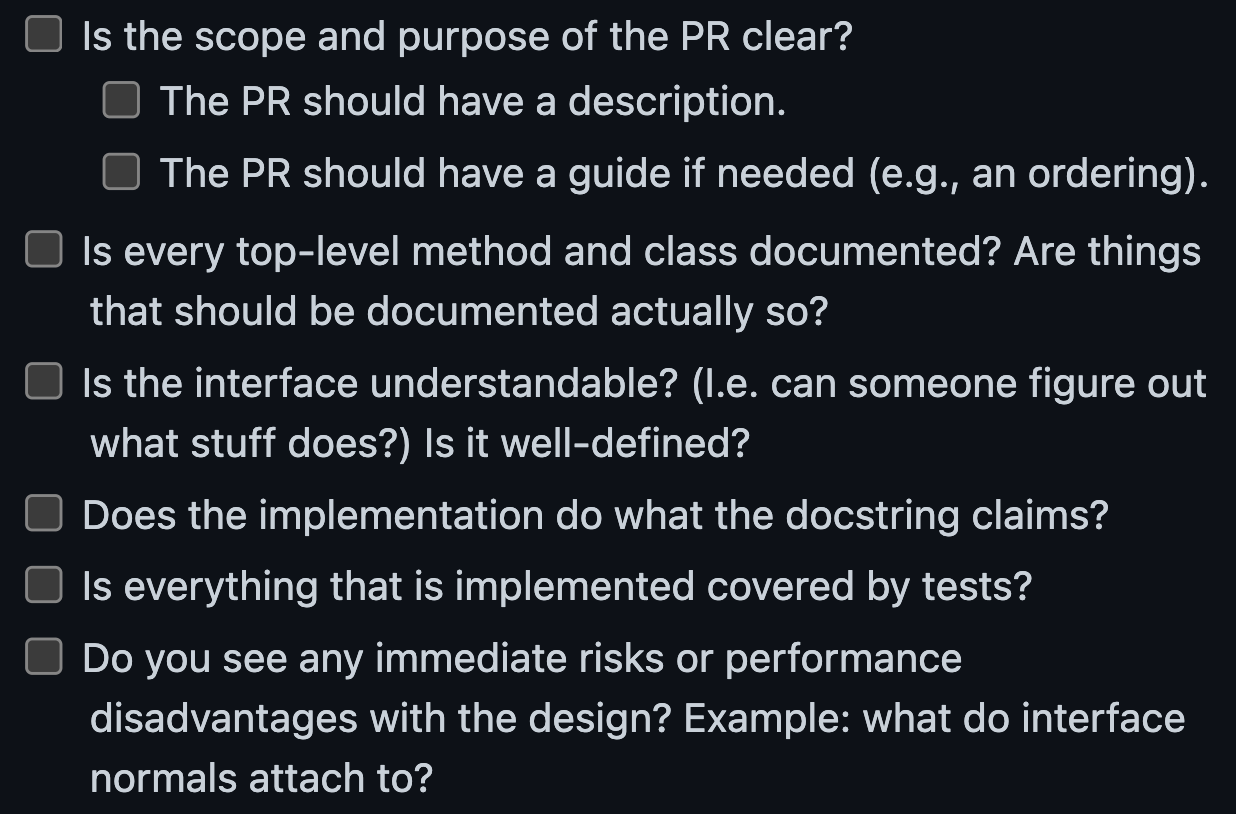 Is the scope and purpose of the PR clear?
The PR should have a description.
The PR should have a guide if needed (e.g., an ordering).
Is every top-level method and class documented? Are things
that should be documented actually so?
Is the interface understandable? (I.e. can someone figure out
what stuff does?) Is it well-defined?
Does the implementation do what the docstring claims?
Is everything that is implemented covered by tests?
Do you see any immediate risks or performance
disadvantages with the design? Example: what do interface
normals attach to?